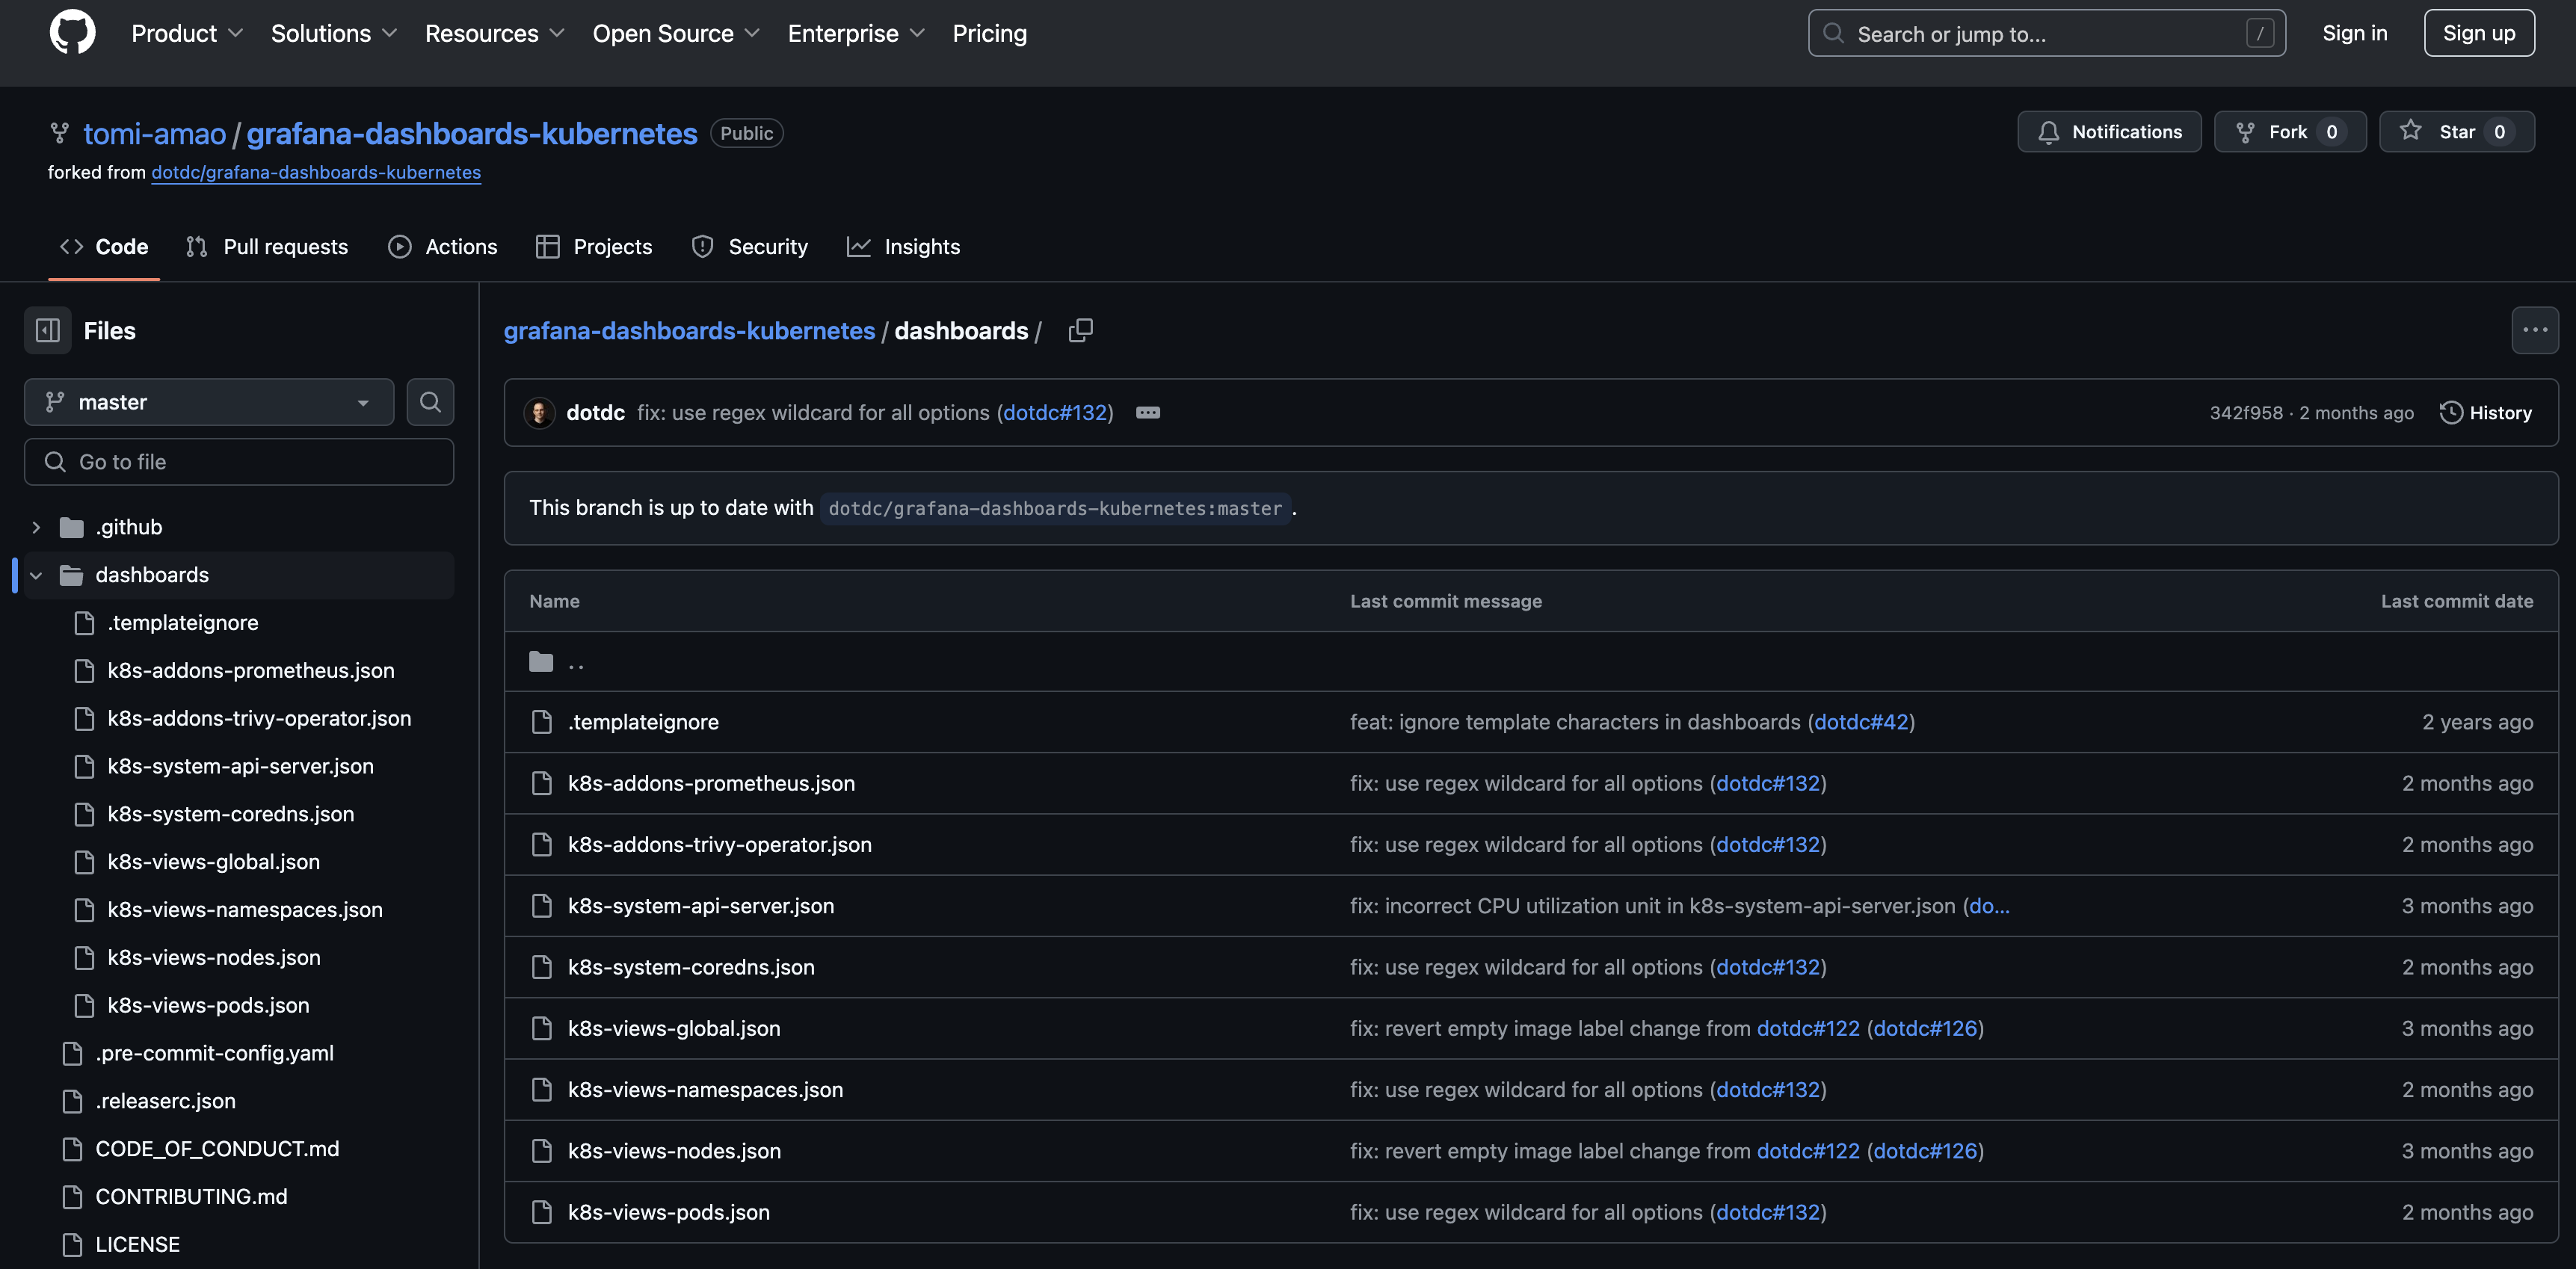 Product Solutions Resources Open Source Enterprise Pricing Search or jump to... / Sign in Sign up
tomi-amao / grafana-dashboards-kubernetes Public Notifications Fork 0 Star 0
forked from dotdc/grafana-dashboards-kubernetes
Code Pull requests Actions Projects Security Insights
Files
master
Go to file
.github
dashboards
.templateignore
k8s-addons-prometheus.json
k8s-addons-trivy-operator.json
k8s-system-api-server.json
k8s-system-coredns.json
k8s-views-global.json
k8s-views-namespaces.json
k8s-views-nodes.json
k8s-views-pods.json
.pre-commit-config.yaml
.releaserc.json
CODE_OF_CONDUCT.md
CONTRIBUTING.md
LICENSE
grafana-dashboards-kubernetes / dashboards /
dotdc fix: use regex wildcard for all options (dotdc#132) 342f958 · 2 months ago History
This branch is up to date with dotdc/grafana-dashboards-kubernetes:master .
Name Last commit message Last commit date
..
.templateignore feat: ignore template characters in dashboards (dotdc#42) 2 years ago
k8s-addons-prometheus.json fix: use regex wildcard for all options (dotdc#132) 2 months ago
k8s-addons-trivy-operator.json fix: use regex wildcard for all options (dotdc#132) 2 months ago
k8s-system-api-server.json fix: incorrect CPU utilization unit in k8s-system-api-server.json (do... 3 months ago
k8s-system-coredns.json fix: use regex wildcard for all options (dotdc#132) 2 months ago
k8s-views-global.json fix: revert empty image label change from dotdc#122 (dotdc#126) 3 months ago
k8s-views-namespaces.json fix: use regex wildcard for all options (dotdc#132) 2 months ago
k8s-views-nodes.json fix: revert empty image label change from dotdc#122 (dotdc#126) 3 months ago
k8s-views-pods.json fix: use regex wildcard for all options (dotdc#132) 2 months ago